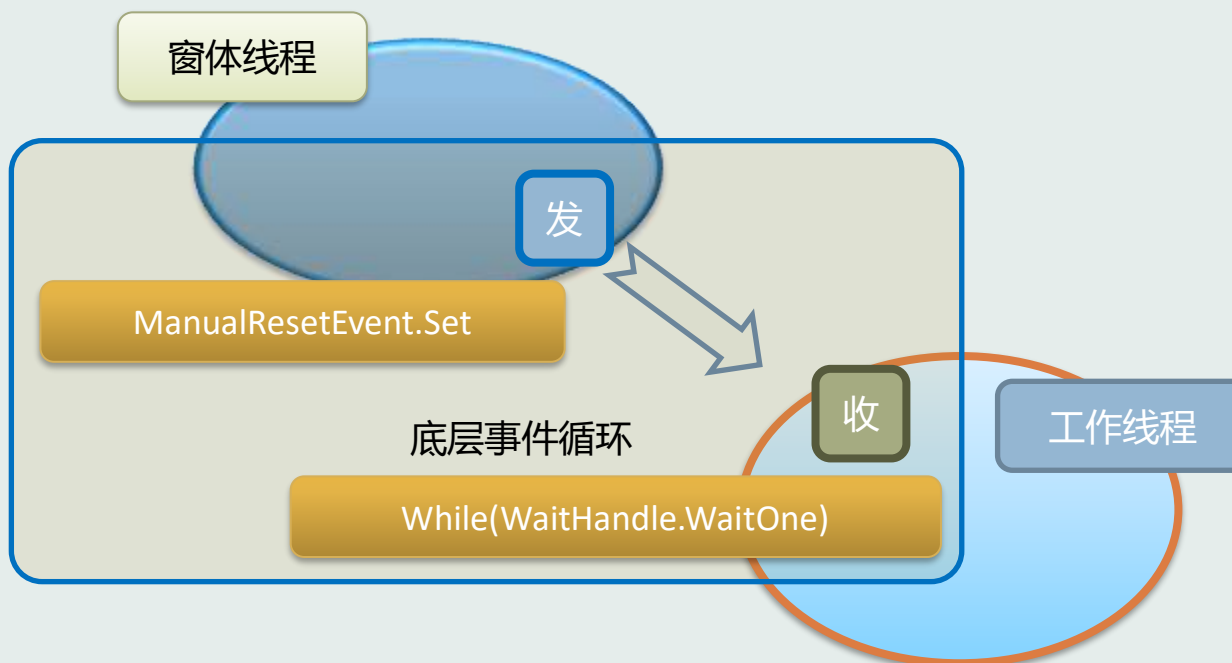 窗体线程
发
ManualResetEvent.Set
收
工作线程
底层事件循环
While(WaitHandle.WaitOne)